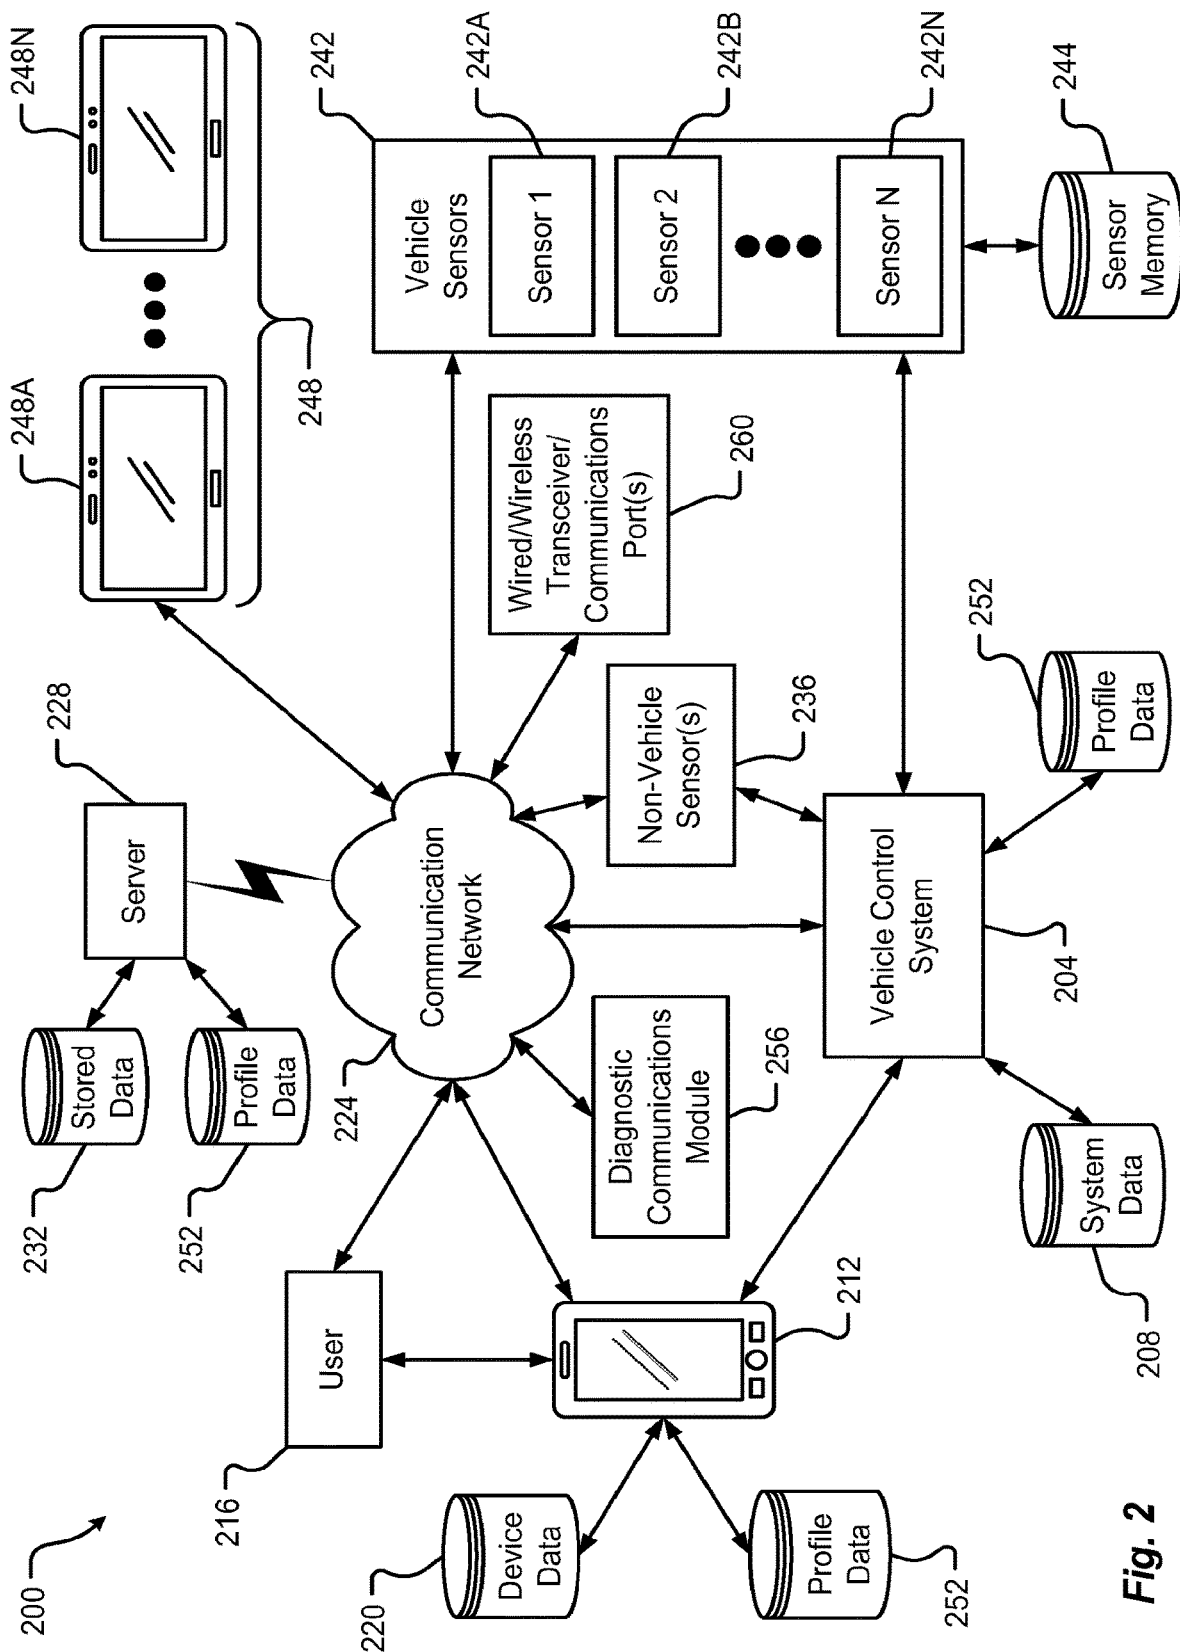 200
216
User
232
Stored
Data
252
Profile
Data
Server
228
248A
248N
248
224
Communication
Network
242
Vehicle
Sensors
242A
Sensor 1
242B
Sensor 2
242N
Sensor N
244
Sensor
Memory
Wired/Wireless
Transceiver/
Communications
Port(s)
260
Non-Vehicle
Sensor(s)
236
Diagnostic
Communications
Module
256
212
220
Device
Data
Profile
Data
252
Vehicle Control
System
204
System
Data
208
Profile
Data
252
Fig. 2